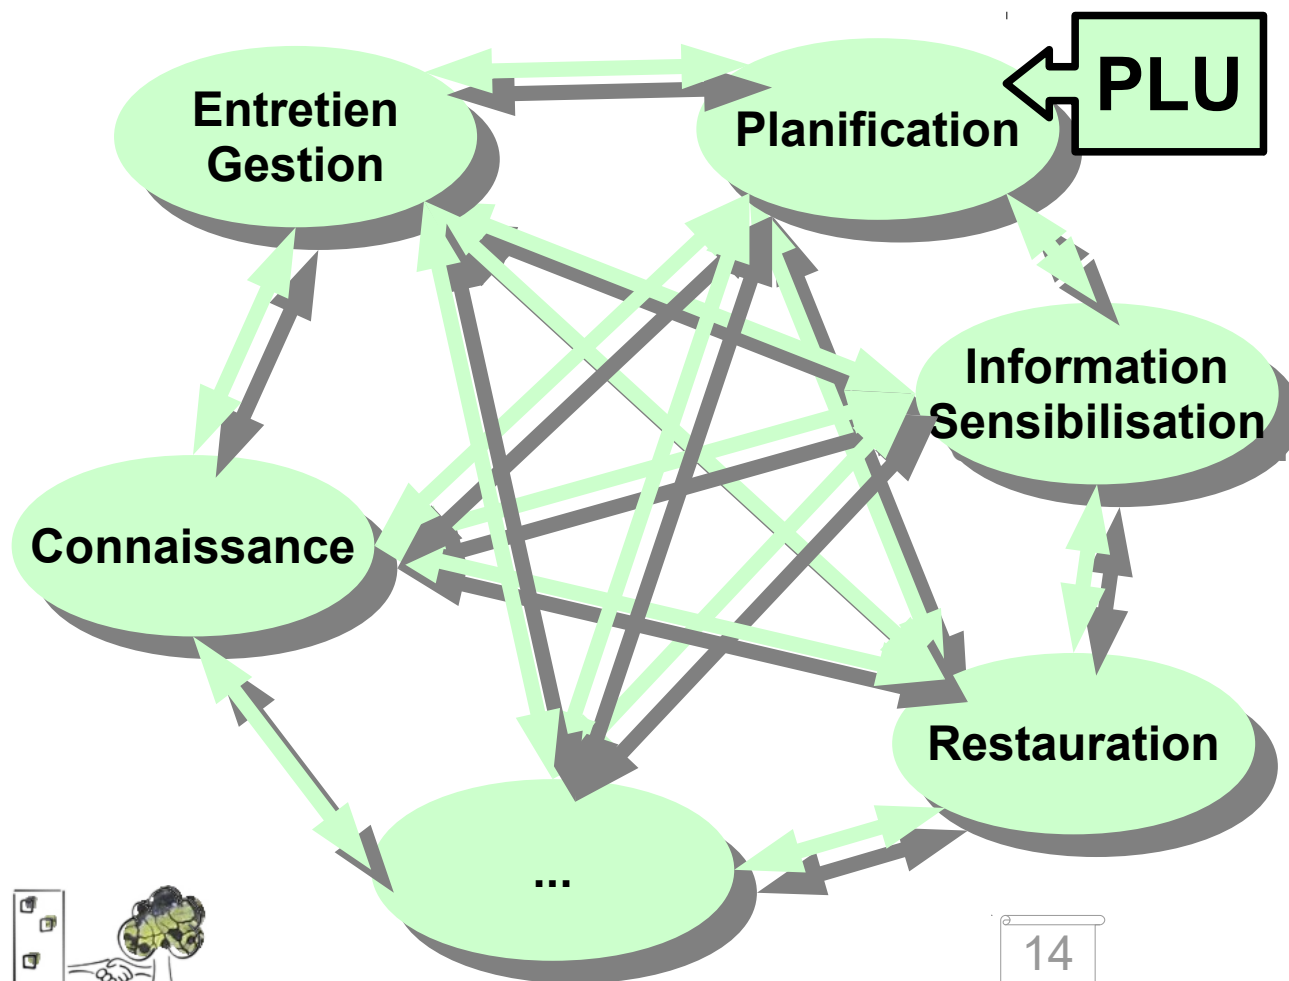 PLU
Entretien
Gestion
Planification
Information
Sensibilisation
Connaissance
Restauration
...
14